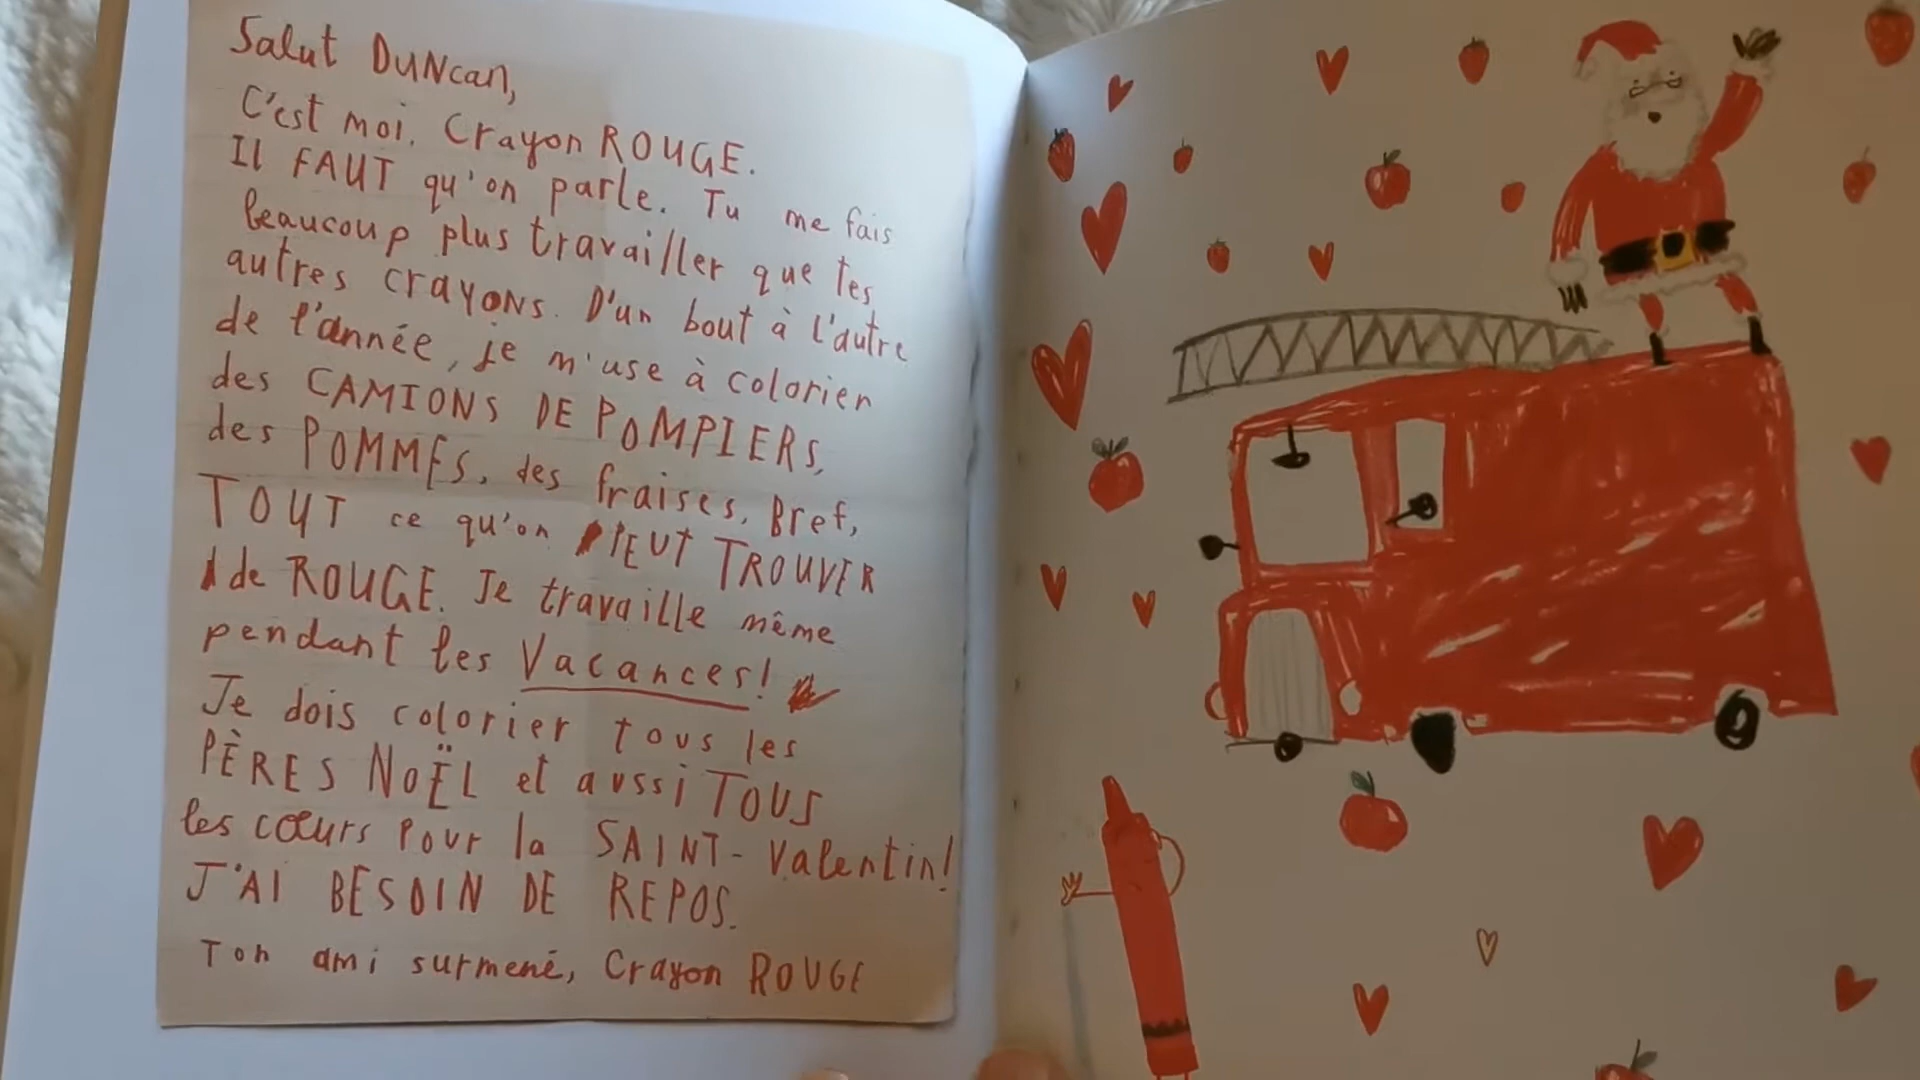 Salut DUNcan,
C'est moi. Crayon ROUGE.
Il FAUT qu'on parle. Tu me fais
beaucoup plus travailler que les
autres crayons. D'un bout à l'autre
de l'année, je m'use à colorier
des CAMIONS DE POMPIERS,
des POMMES, des fraises. Bref,
TOUT ce qu'on PEUT TROUVER
de ROUGE. Je travaille même
pendant les Vacances!
Je dois colorier tous les
PÈRES NOËL et aussi TOUS
les cœurs pour la SAINT-Valentin!
J'AI BESOIN DE REPOS.
Ton ami surmené, Crayon ROUGE